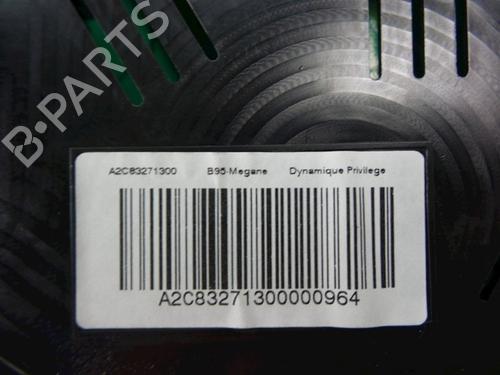 B-PARTS
A2C83271300 B95-Megane Dynamique Privilege
A2C83271300000964